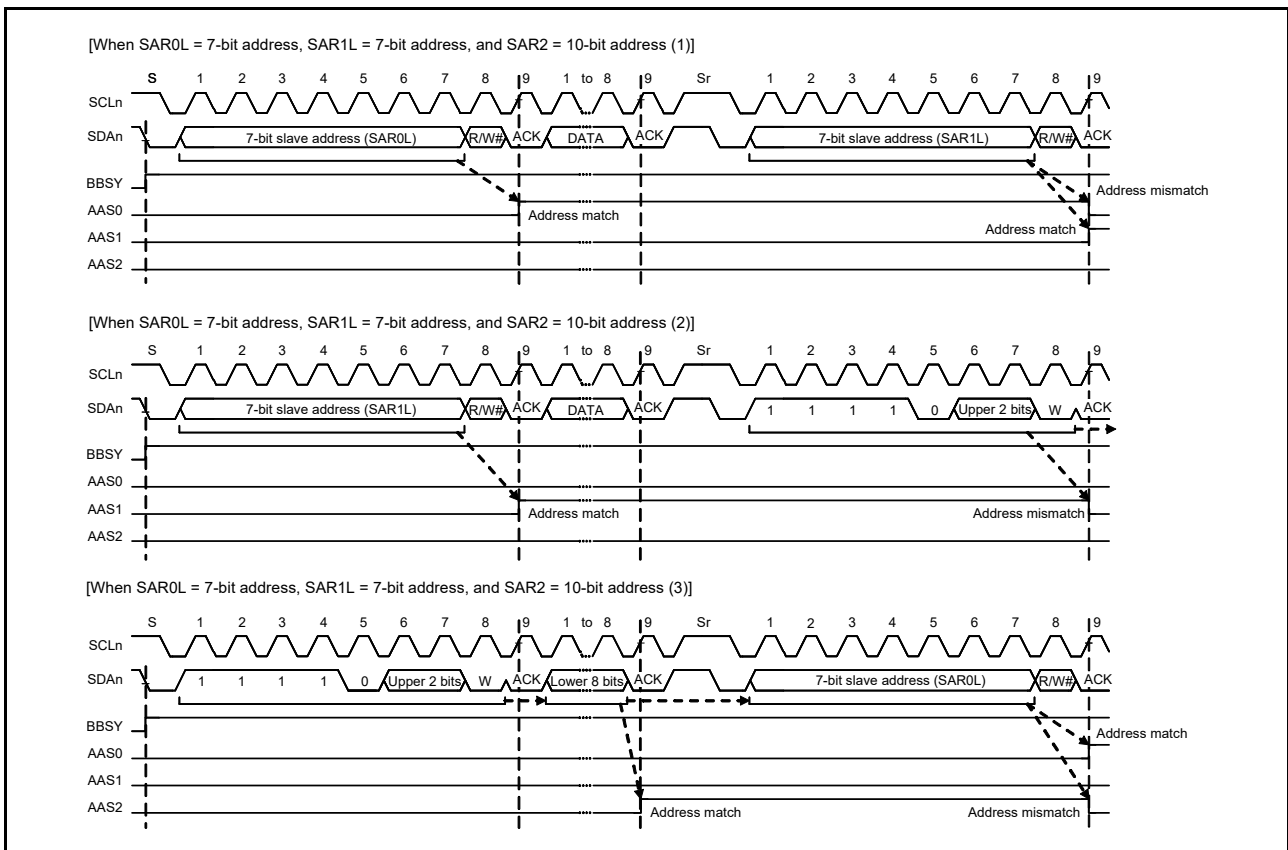 [When SAR0L = 7-bit address, SAR1L = 7-bit address, and SAR2 = 10-bit address (1)]
S 1 2 3 4 5 6 7 8 9 1 to 8 9 Sr 1 2 3 4 5 6 7 8 9
SCLn
SDAn 7-bit slave address (SAR0L) R/W# ACK DATA ACK 7-bit slave address (SAR1L) R/W# ACK
BBSY
Address mismatch
AAS0
Address match
Address match
AAS1
AAS2
[When SAR0L = 7-bit address, SAR1L = 7-bit address, and SAR2 = 10-bit address (2)]
S 1 2 3 4 5 6 7 8 9 1 to 8 9 Sr 1 2 3 4 5 6 7 8 9
SCLn
SDAn 7-bit slave address (SAR1L) R/W# ACK DATA ACK 1 1 1 1 0 Upper 2 bits W ACK
BBSY
AAS0
AAS1 Address match Address mismatch
AAS2
[When SAR0L = 7-bit address, SAR1L = 7-bit address, and SAR2 = 10-bit address (3)]
S 1 2 3 4 5 6 7 8 9 1 to 8 9 Sr 1 2 3 4 5 6 7 8 9
SCLn
SDAn 1 1 1 1 0 Upper 2 bits W ACK Lower 8 bits ACK 7-bit slave address (SAR0L) R/W# ACK
BBSY
Address match
AAS0
AAS1
AAS2 Address match Address mismatch